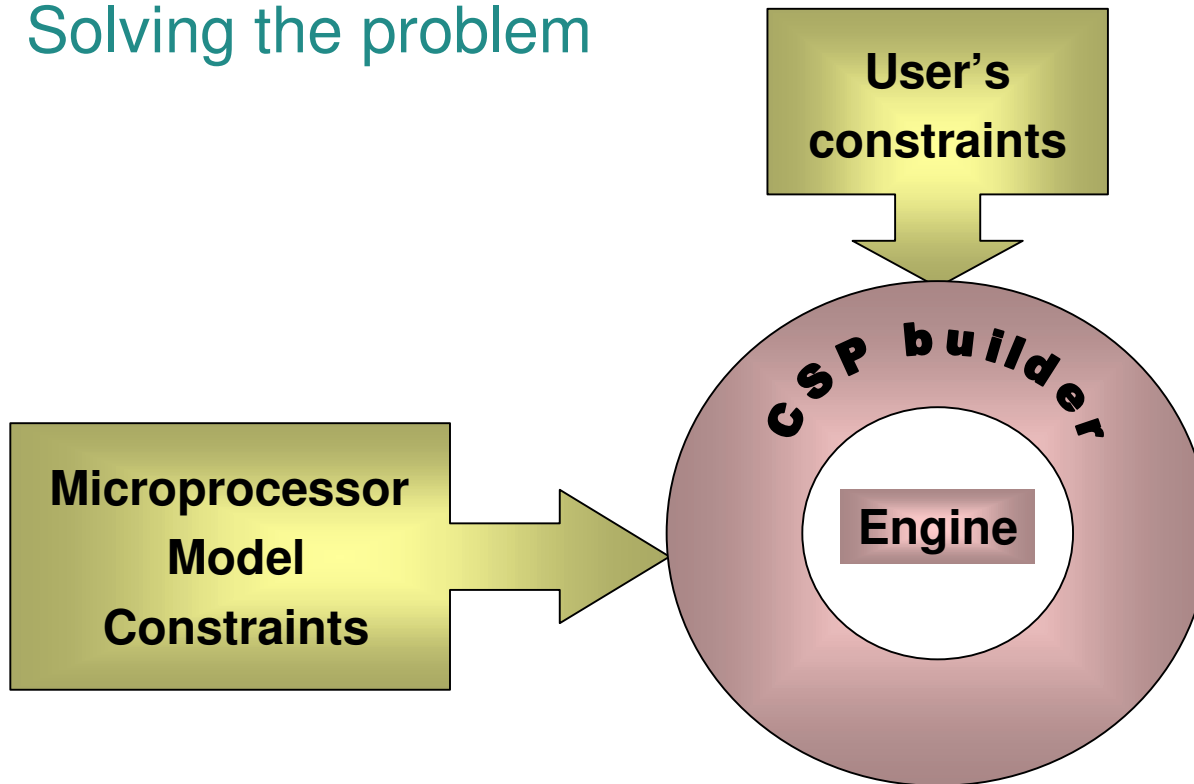 Solving the problem
User’s
constraints
CSP builder
Microprocessor
Model
Constraints
Engine